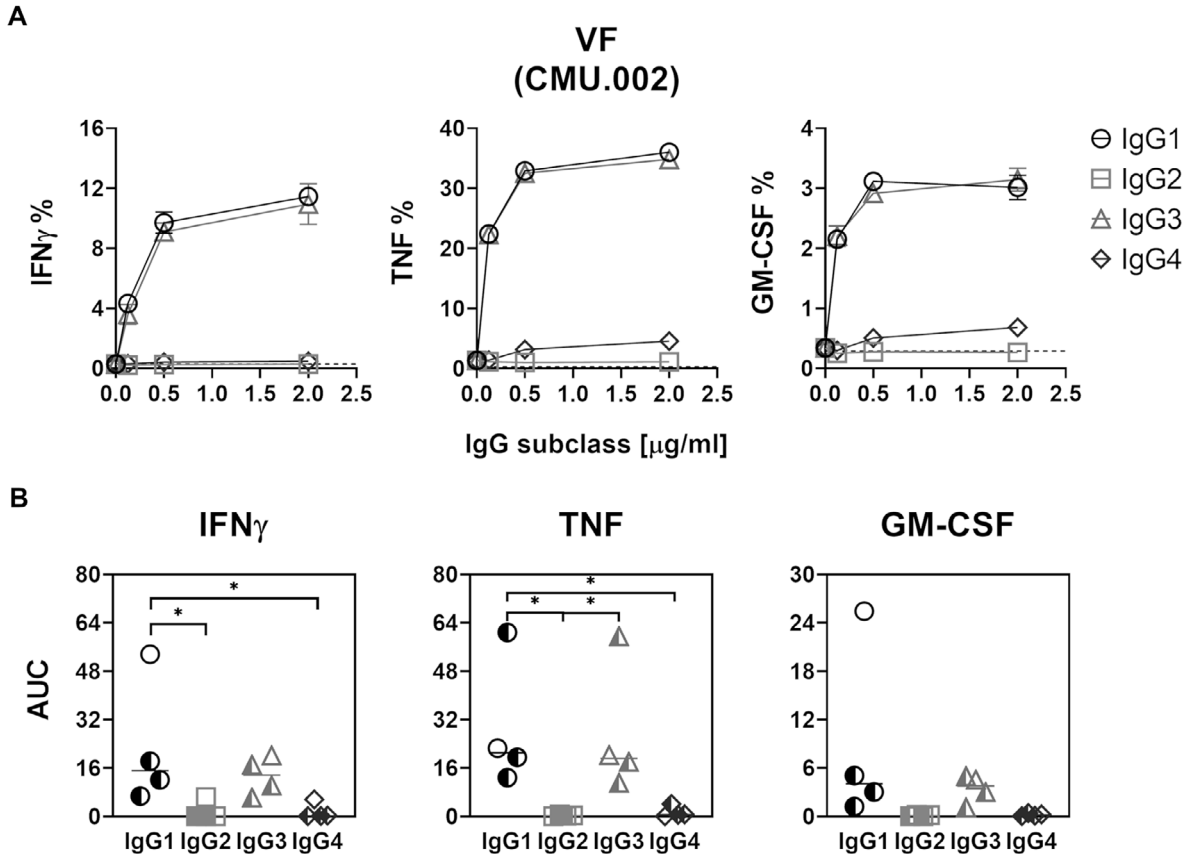 A
VF
(CMU.002)
IFNγ %
16
12
8
4
0
0.0 0.5 1.0 1.5 2.0 2.5
TNF %
40
30
20
10
0
0.0 0.5 1.0 1.5 2.0 2.5
GM-CSF %
4
3
2
1
0
0.0 0.5 1.0 1.5 2.0 2.5
IgG1
IgG2
IgG3
IgG4
IgG subclass [μg/ml]
B
IFNγ
AUC
80
64
48
32
16
0
* *
IgG1 IgG2 IgG3 IgG4
TNF
80
64
48
32
16
0
*
* *
IgG1 IgG2 IgG3 IgG4
GM-CSF
30
24
18
12
6
0
IgG1 IgG2 IgG3 IgG4